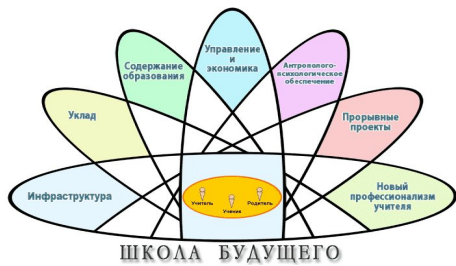 Управление
и
экономика
Содержание
образования
Антрополого-
психологическое
обеспечение
Уклад
Прорывные
проекты
Инфраструктура
Новый
профессионализм
учителя
Учитель
Ученик
Родитель
ШКОЛА БУДУЩЕГО